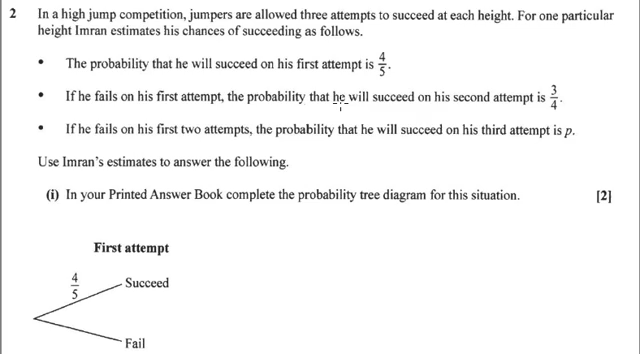 2 In a high jump competition, jumpers are allowed three attempts to succeed at each height. For one particular
height Imran estimates his chances of succeeding as follows.
• The probability that he will succeed on his first attempt is 4/5.
• If he fails on his first attempt, the probability that he will succeed on his second attempt is 3/4.
• If he fails on his first two attempts, the probability that he will succeed on his third attempt is p.
Use Imran's estimates to answer the following.
(i) In your Printed Answer Book complete the probability tree diagram for this situation. [2]
First attempt
4/5 Succeed
Fail